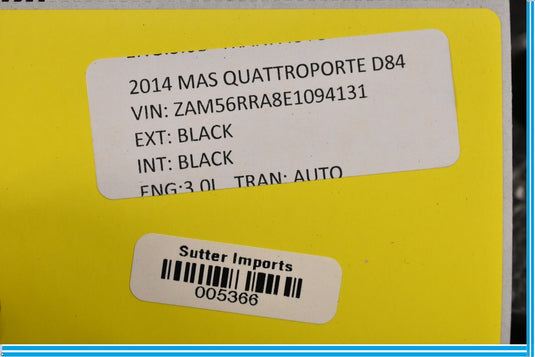 2014 MAS QUATTROPORTE D84
VIN: ZAM56RRA8E1094131
EXT: BLACK
INT: BLACK
ENG:3.0L TRAN: AUTO
Sutter Imports
005366